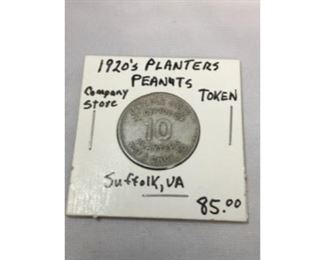 1920's PLANTERS
PEANUTS
Company
Store
TOKEN
10
Suffolk, VA
85.00